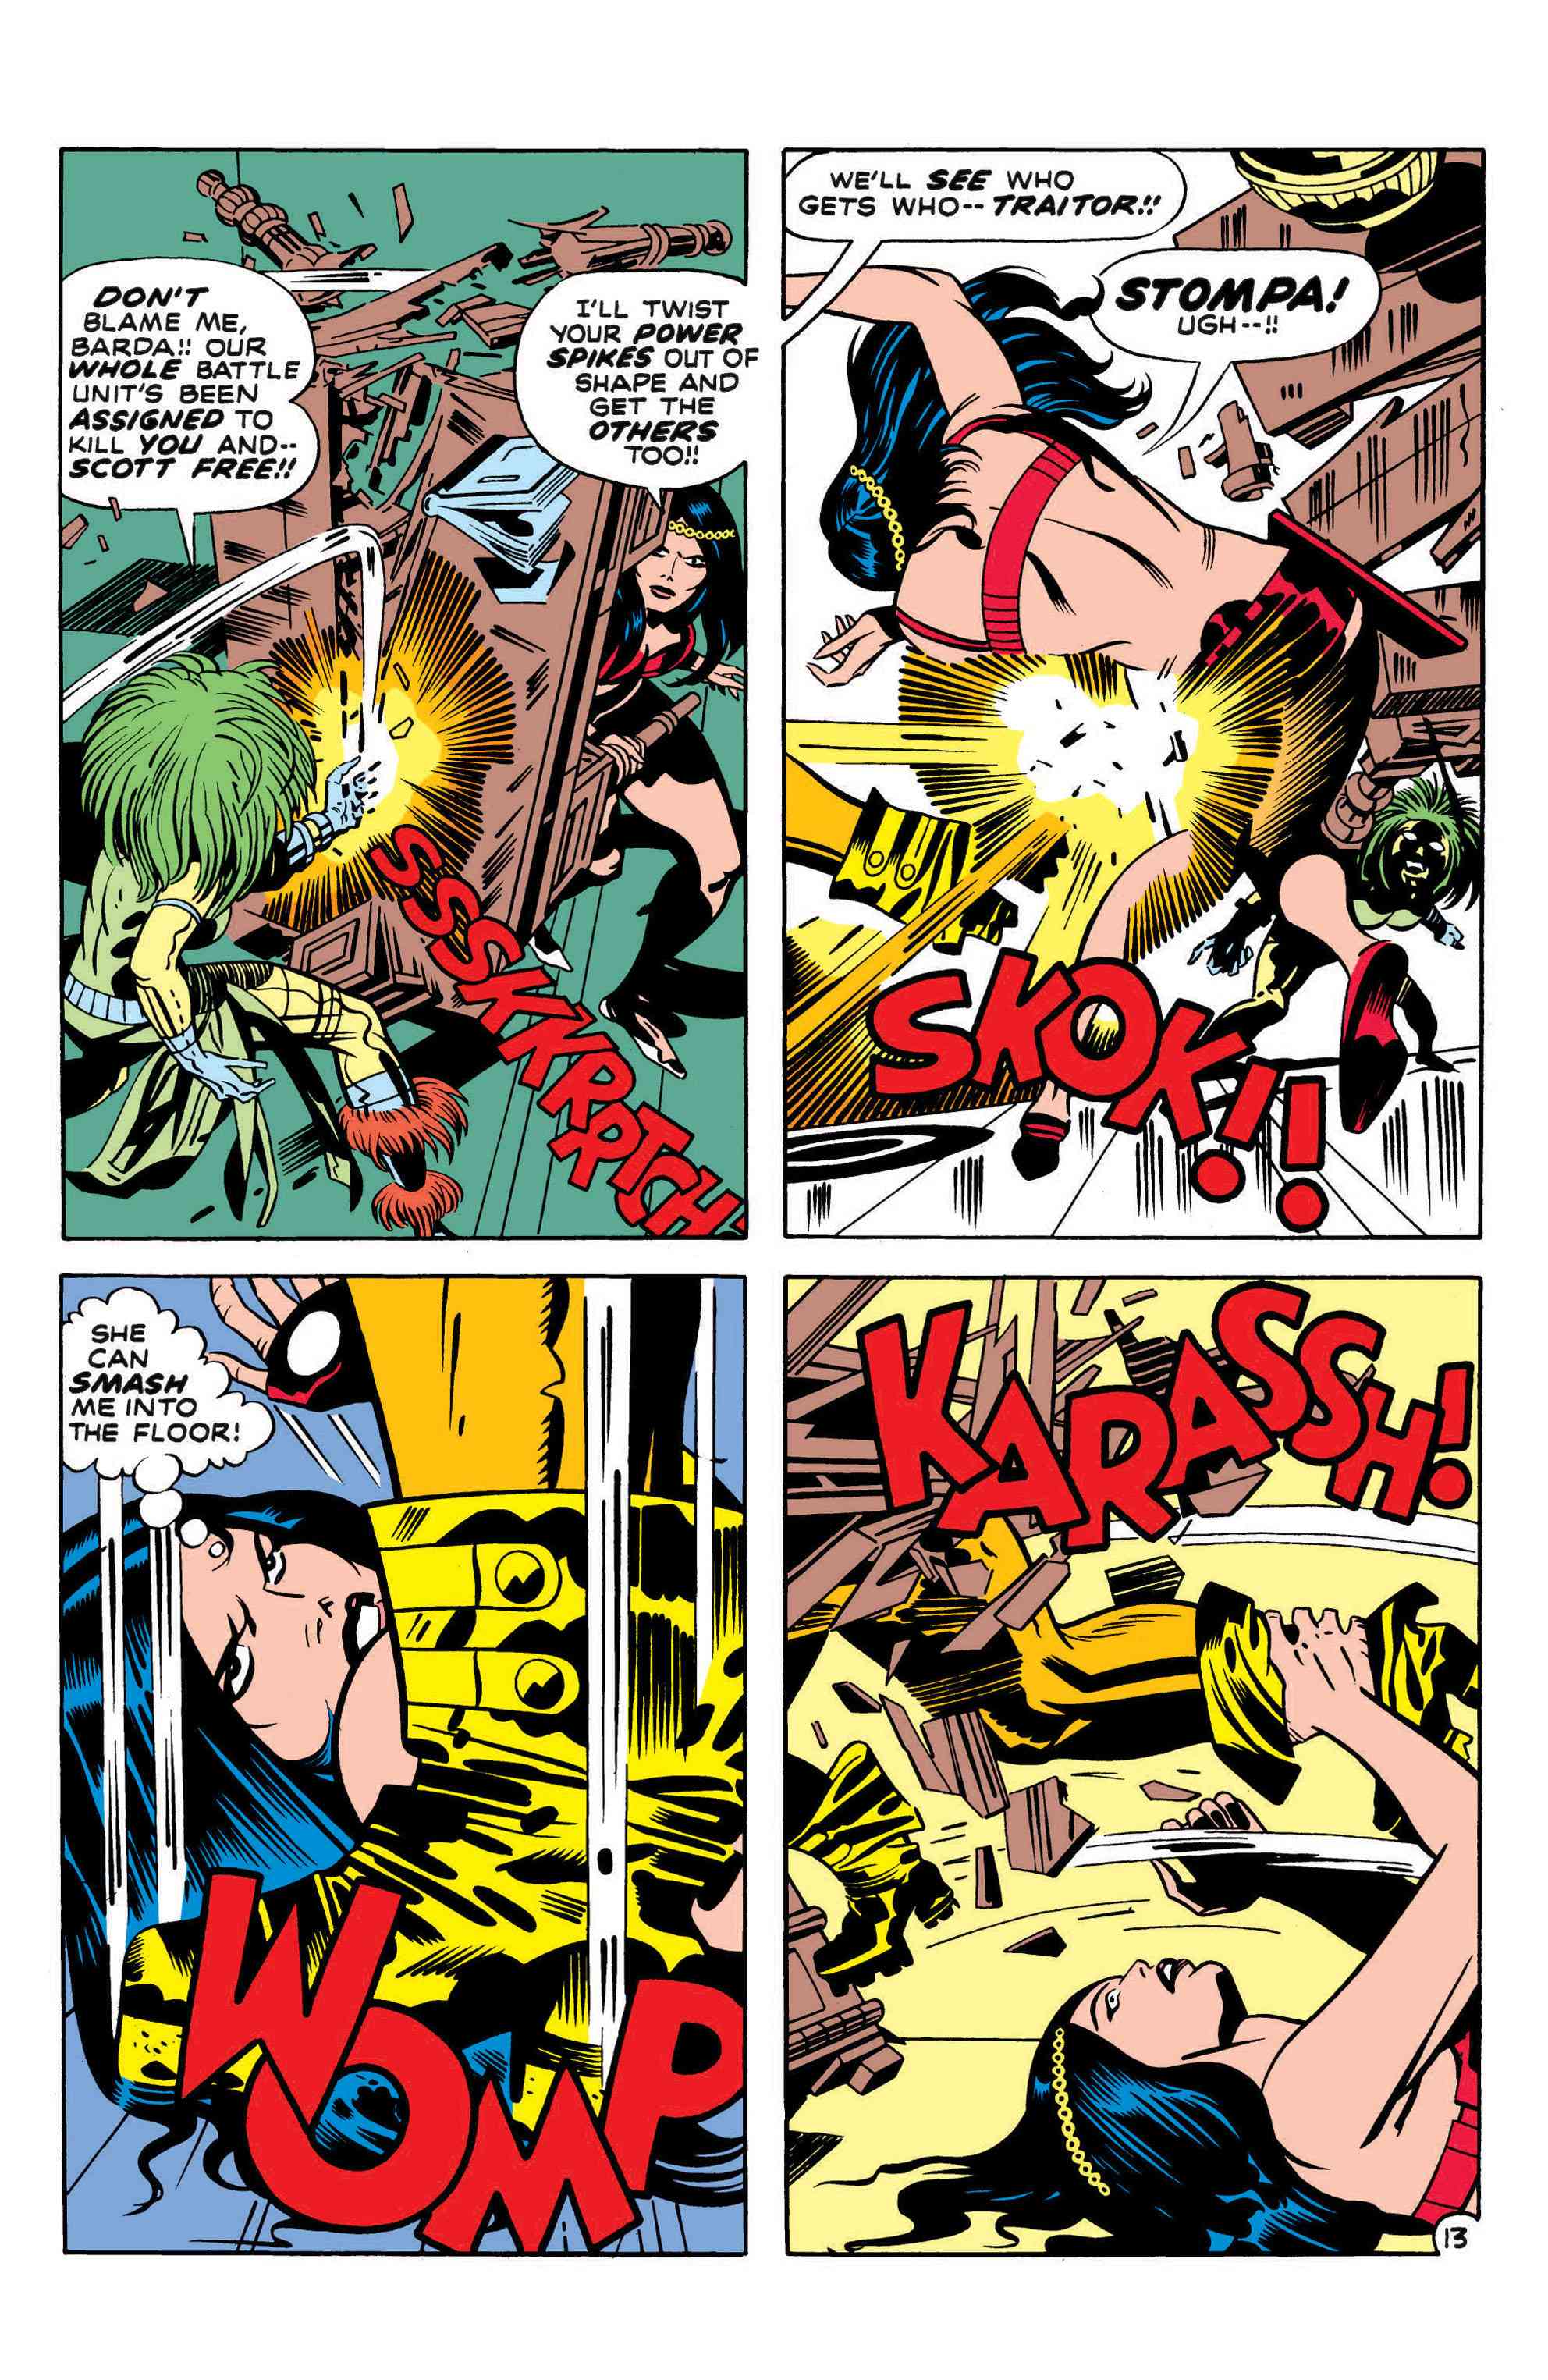 DON'T
BLAME ME,
BARDA!! OUR
WHOLE BATTLE
UNIT'S BEEN
ASSIGNED TO
KILL YOU AND--
SCOTT FREE!!
I'LL TWIST
YOUR POWER
SPIKES OUT OF
SHAPE AND
GET THE
OTHERS
TOO!!
SSSKKRRTCH!
WE'LL SEE WHO
GETS WHO-- TRAITOR!!
STOMPA!
UGH--!!
SKOK!!
SHE
CAN
SMASH
ME INTO
THE FLOOR!
WOMP
KARASSH!
13